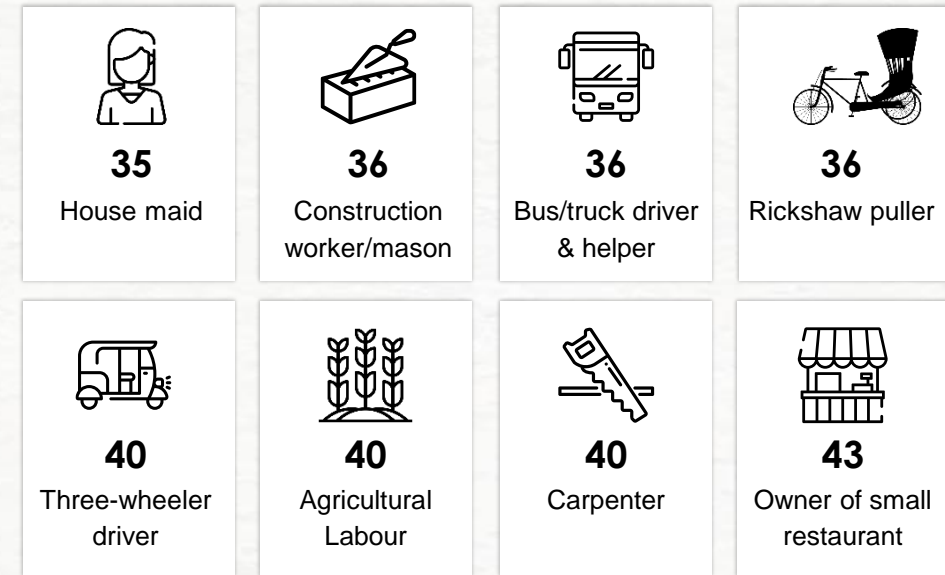 35
House maid
36
Construction
worker/mason
36
Bus/truck driver
& helper
36
Rickshaw puller
40
Three-wheeler
driver
40
Agricultural
Labour
40
Carpenter
43
Owner of small
restaurant